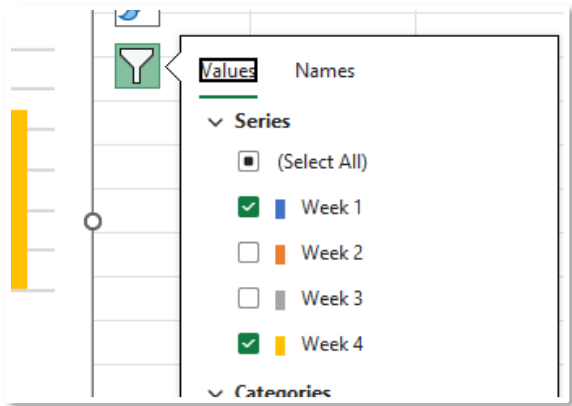 Values Names
Series
(Select All)
Week 1
Week 2
Week 3
Week 4
Categories